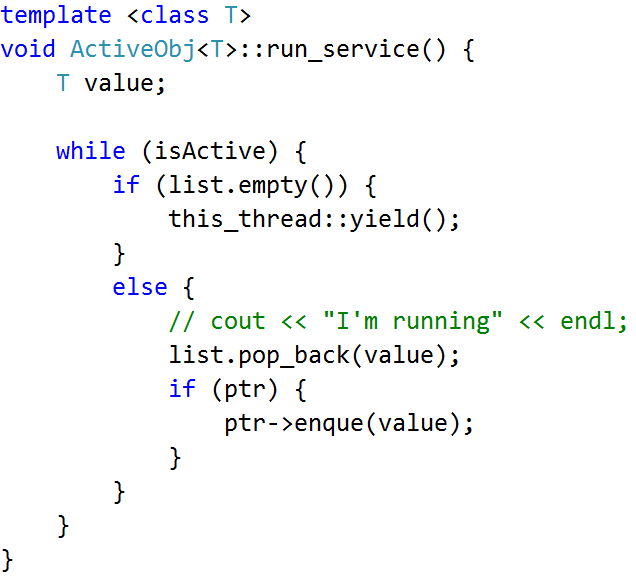 template <class T>
void ActiveObj<T>::run_service() {
    T value;

    while (isActive) {
        if (list.empty()) {
            this_thread::yield();
        }
        else {
            // cout << "I'm running" << endl;
            list.pop_back(value);
            if (ptr) {
                ptr->enque(value);
            }
        }
    }
}